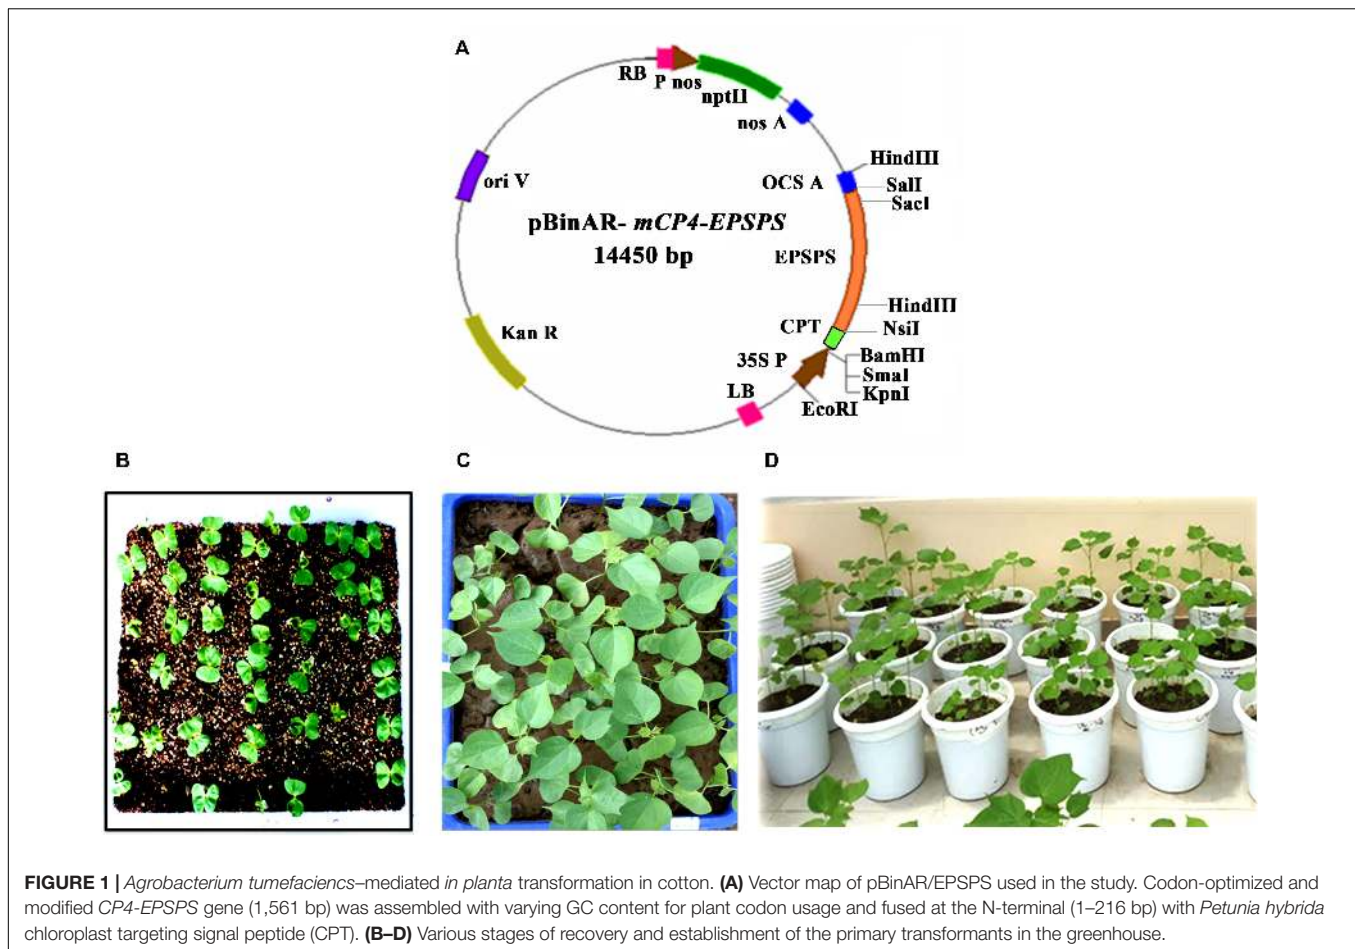 A
RB
P nos
nptII
nos A
HindIII
OCS A
SalI
SacI
ori V
pBinAR- mCP4-EPSPS
14450 bp
EPSPS
HindIII
CPT
NsiI
Kan R
BamHI
35S P
SmaI
KpnI
LB
EcoRI
B
C
D
FIGURE 1 | Agrobacterium tumefaciencs–mediated in planta transformation in cotton. (A) Vector map of pBinAR/EPSPS used in the study. Codon-optimized and
modified CP4-EPSPS gene (1,561 bp) was assembled with varying GC content for plant codon usage and fused at the N-terminal (1–216 bp) with Petunia hybrida
chloroplast targeting signal peptide (CPT). (B–D) Various stages of recovery and establishment of the primary transformants in the greenhouse.